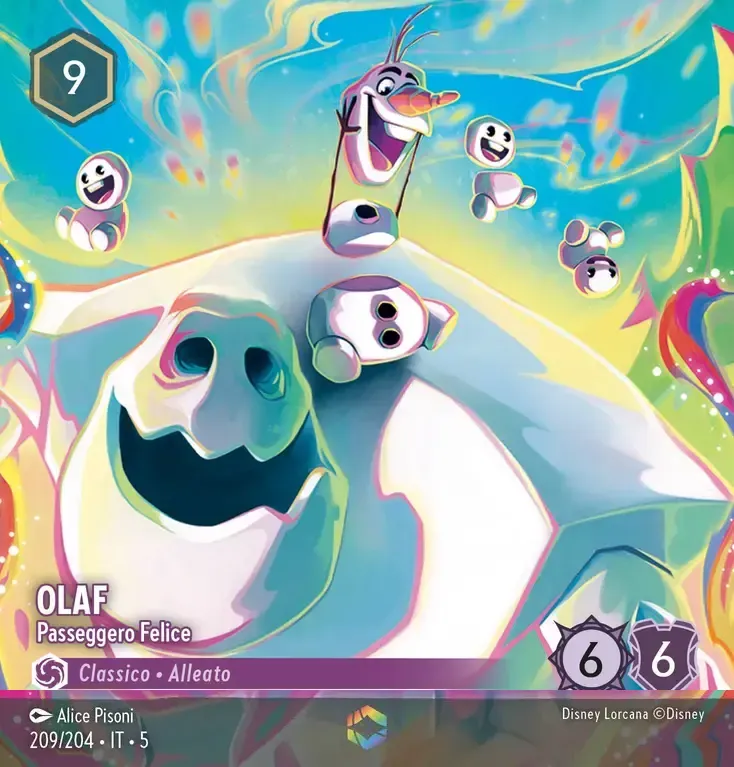 9
OLAF
Passeggero Felice
Classico • Alleato
6 6
Alice Pisoni
Disney Lorcana ©Disney
209/204 • IT • 5